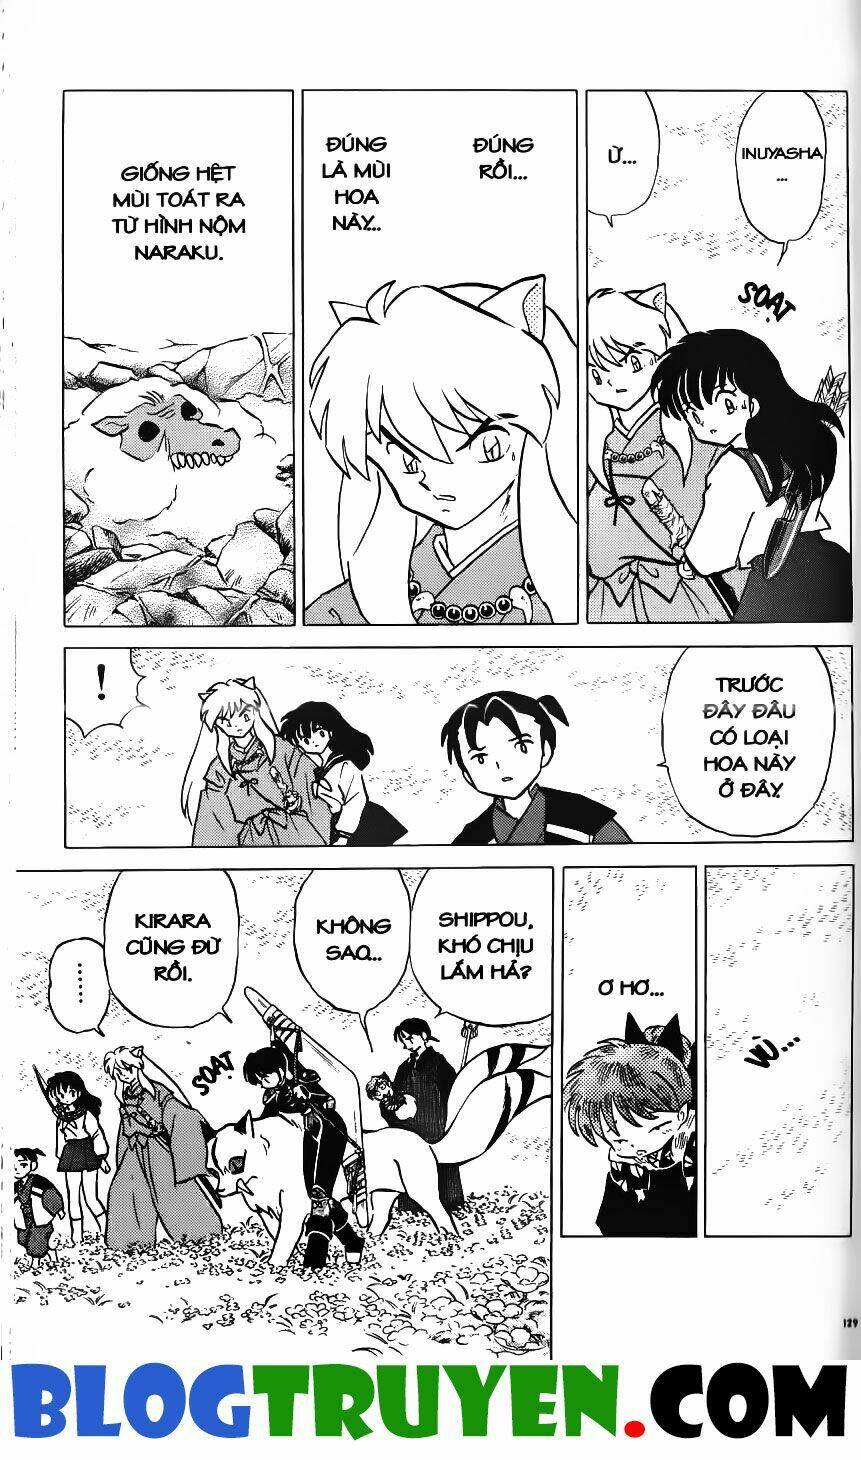 INUYASHA
...
Ừ...
SOẠT
ĐÚNG
RỒI...
ĐÚNG
LÀ MÙI
HOA
NÀY...
GIỐNG HỆT
MÙI TOÁT RA
TỪ HÌNH NỘM
NARAKU.
TRƯỚC
ĐÂY ĐÂU
CÓ LOẠI
HOA NÀY
Ở ĐÂY.
!
VÙ...
Ơ HƠ...
SHIPPOU,
KHÓ CHỊU
LẮM HẢ?
KHÔNG
SAO...
KIRARA
CŨNG ĐỪ
RỒI.
SOẠT
......
129
BLOGTRUYEN.COM